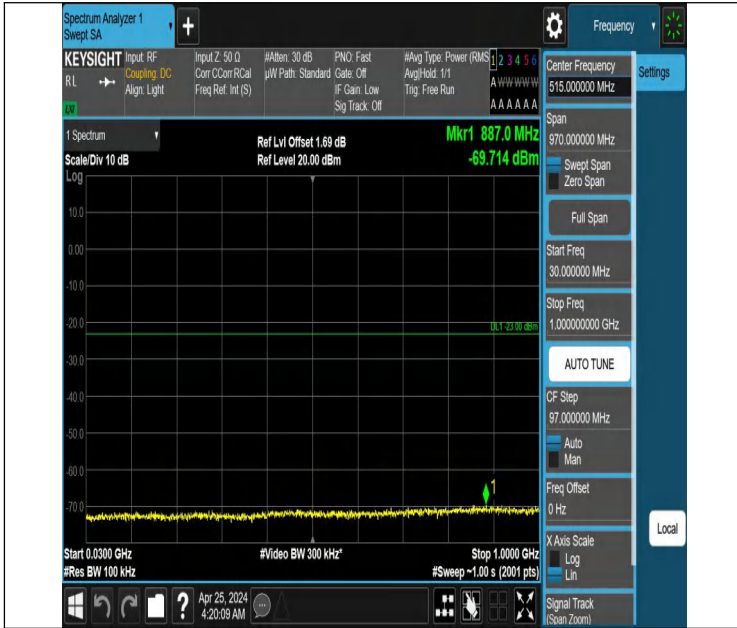 Spectrum Analyzer 1
Swept SA
+
Frequency
KEYSIGHT
RL
Input: RF
Coupling: DC
Align: Light
Input Z: 50 Ω
Corr CCorr RCal
Freq Ref: Int (S)
#Atten: 30 dB
µW Path: Standard
PNO: Fast
Gate: Off
IF Gain: Low
Sig Track: Off
#Avg Type: Power (RMS
Avg|Hold: 1/1
Trig: Free Run
1 2 3 4 5 6
A W W W W W
A A A A A A
1 Spectrum
Scale/Div 10 dB
Log
Ref Lvl Offset 1.69 dB
Ref Level 20.00 dBm
Mkr1 887.0 MHz
-69.714 dBm
10.0
0.00
-10.0
-20.0
DL1 -23.00 dBm
-30.0
-40.0
-50.0
-60.0
1
-70.0
Start 0.0300 GHz
#Res BW 100 kHz
#Video BW 300 kHz*
Stop 1.0000 GHz
#Sweep ~1.00 s (2001 pts)
Center Frequency
515.000000 MHz
Span
970.000000 MHz
Swept Span
Zero Span
Full Span
Start Freq
30.000000 MHz
Stop Freq
1.000000000 GHz
AUTO TUNE
CF Step
97.000000 MHz
Auto
Man
Freq Offset
0 Hz
X Axis Scale
Log
Lin
Signal Track
(Span Zoom)
Settings
Local
?
Apr 25, 2024
4:20:09 AM